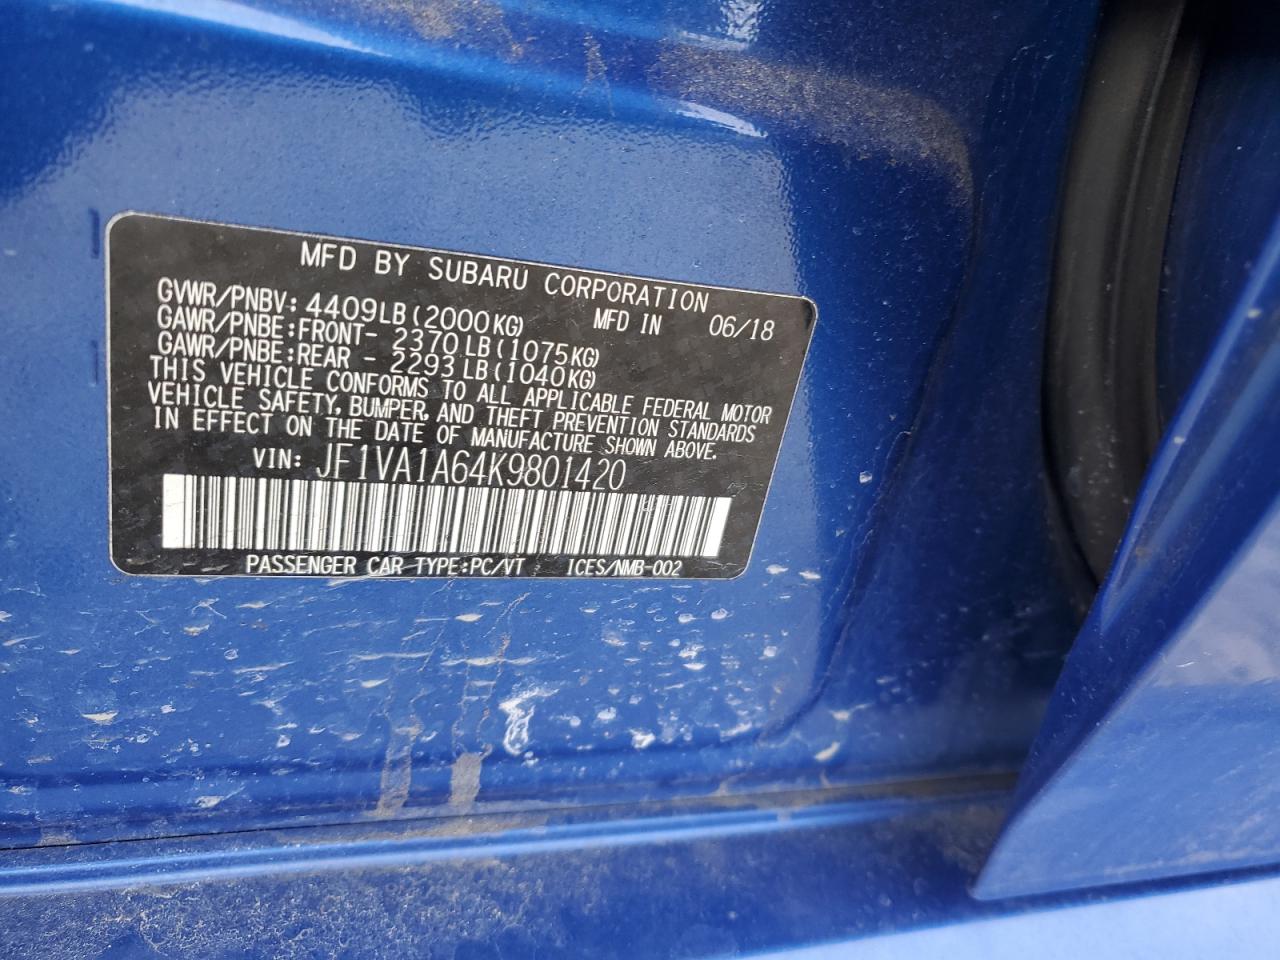 MFD BY SUBARU CORPORATION
GVWR/PNBV: 4409LB(2000KG) MFD IN 06/18
GAWR/PNBE:FRONT- 2370LB(1075KG)
GAWR/PNBE:REAR - 2293LB(1040KG)
THIS VEHICLE CONFORMS TO ALL APPLICABLE FEDERAL MOTOR
VEHICLE SAFETY, BUMPER, AND THEFT PREVENTION STANDARDS
IN EFFECT ON THE DATE OF MANUFACTURE SHOWN ABOVE.
VIN: JF1VA1A64K9801420
PASSENGER CAR TYPE:PC/VT ICES/NMB-002